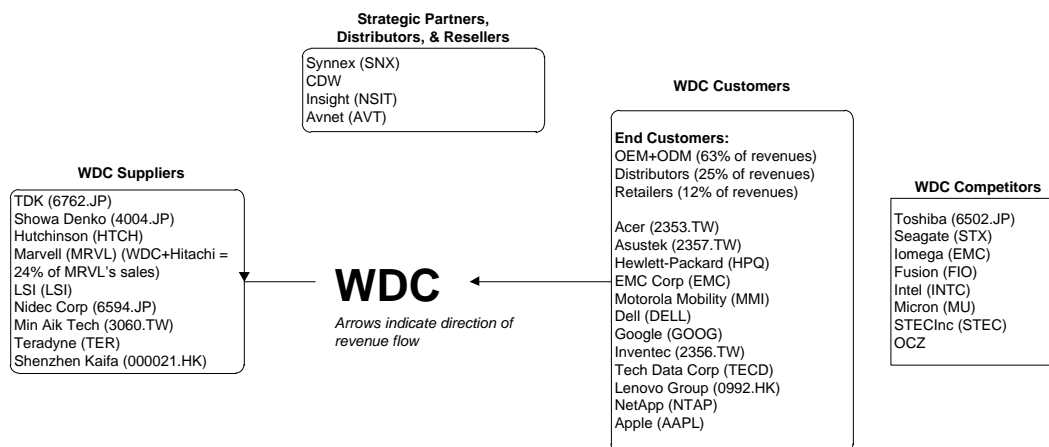 Strategic Partners,
Distributors, & Resellers
Synnex (SNX)
CDW
Insight (NSIT)
Avnet (AVT)
WDC Suppliers
TDK (6762.JP)
Showa Denko (4004.JP)
Hutchinson (HTCH)
Marvell (MRVL) (WDC+Hitachi =
24% of MRVL's sales)
LSI (LSI)
Nidec Corp (6594.JP)
Min Aik Tech (3060.TW)
Teradyne (TER)
Shenzhen Kaifa (000021.HK)
WDC
Arrows indicate direction of
revenue flow
WDC Customers
End Customers:
OEM+ODM (63% of revenues)
Distributors (25% of revenues)
Retailers (12% of revenues)
Acer (2353.TW)
Asustek (2357.TW)
Hewlett-Packard (HPQ)
EMC Corp (EMC)
Motorola Mobility (MMI)
Dell (DELL)
Google (GOOG)
Inventec (2356.TW)
Tech Data Corp (TECD)
Lenovo Group (0992.HK)
NetApp (NTAP)
Apple (AAPL)
WDC Competitors
Toshiba (6502.JP)
Seagate (STX)
Iomega (EMC)
Fusion (FIO)
Intel (INTC)
Micron (MU)
STECInc (STEC)
OCZ